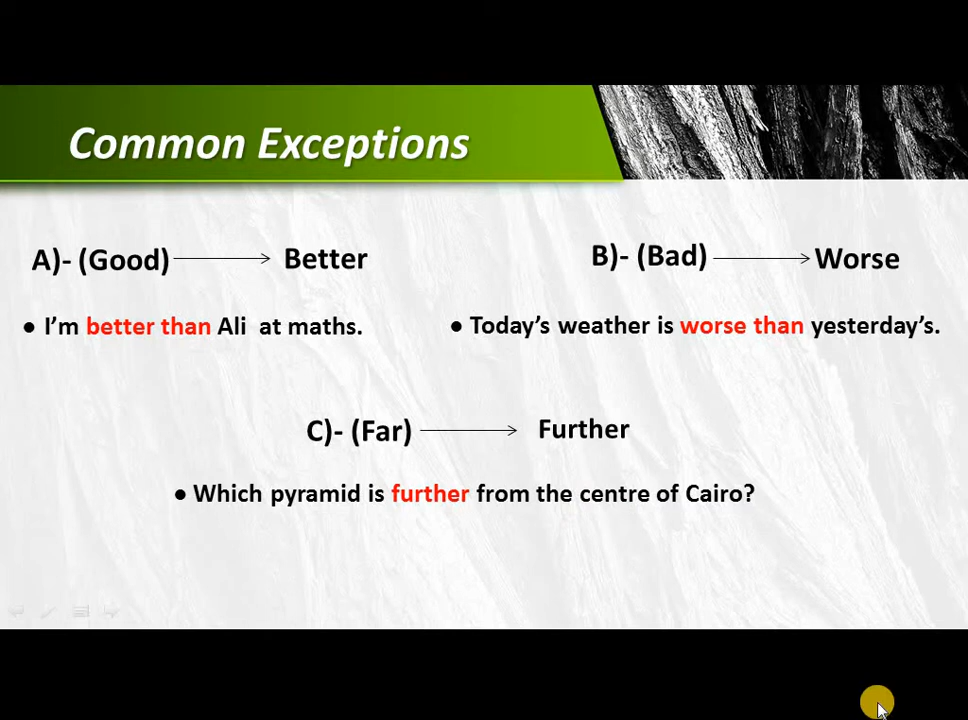 Common Exceptions
A)- (Good) Better
B)- (Bad) Worse
● I'm better than Ali at maths.
● Today's weather is worse than yesterday's.
C)- (Far) Further
● Which pyramid is further from the centre of Cairo?